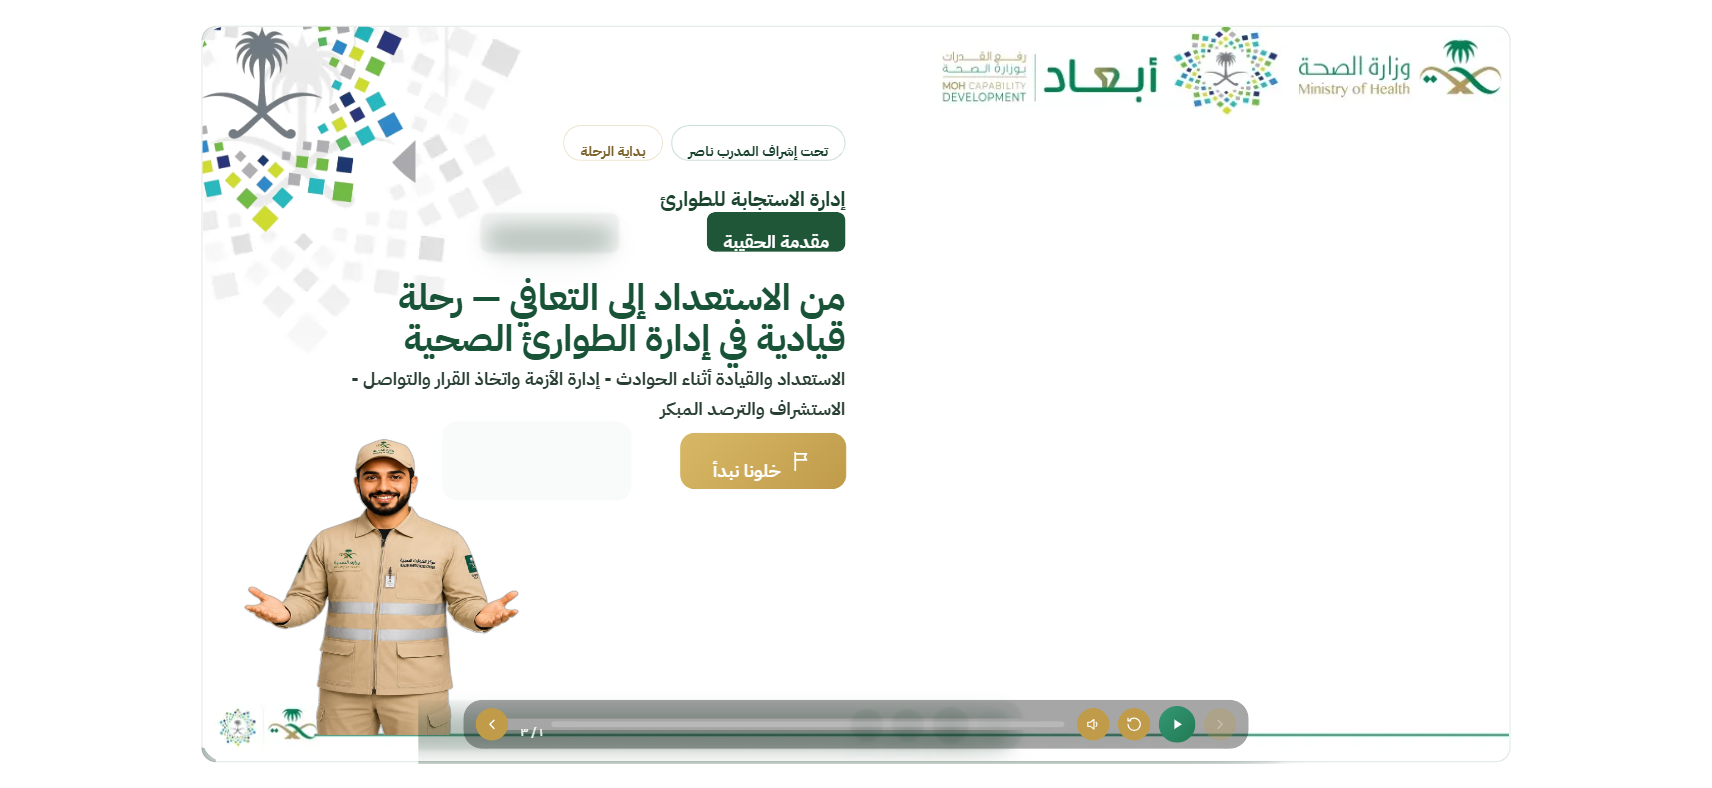 وزارة الصحة
Ministry of Health
أبعاد
رفع القدرات
بوزارة الصحة
MOH CAPABILITY
DEVELOPMENT
تحت إشراف المدرب ناصر
بداية الرحلة
إدارة الاستجابة للطوارئ
مقدمة الحقيبة
من الاستعداد إلى التعافي – رحلة
قيادية في إدارة الطوارئ الصحية
الاستعداد والقيادة أثناء الحوادث - إدارة الأزمة واتخاذ القرار والتواصل -
الاستشراف والترصد المبكر
خلونا نبدأ
١ / ٣